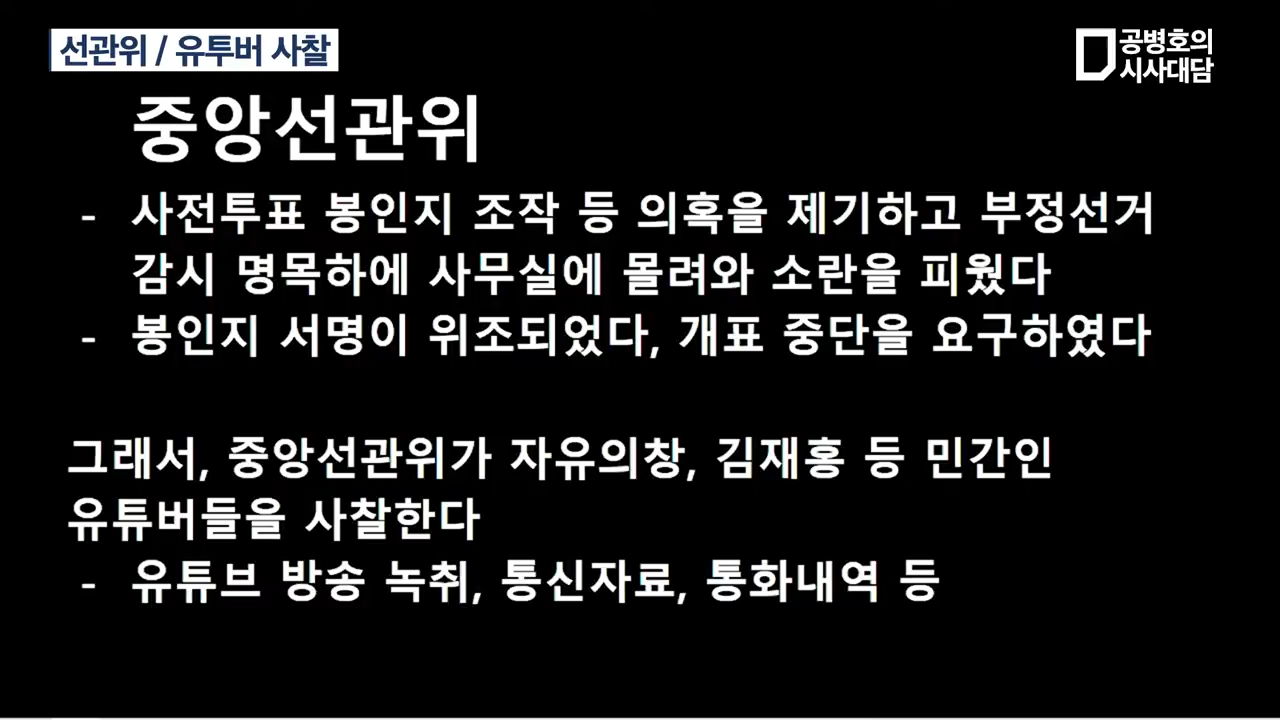 선관위 / 유투버 사찰
공병호의
시사대담
중앙선관위
- 사전투표 봉인지 조작 등 의혹을 제기하고 부정선거
감시 명목하에 사무실에 몰려와 소란을 피웠다
- 봉인지 서명이 위조되었다, 개표 중단을 요구하였다
그래서, 중앙선관위가 자유의창, 김재홍 등 민간인
유튜버들을 사찰한다
- 유튜브 방송 녹취, 통신자료, 통화내역 등